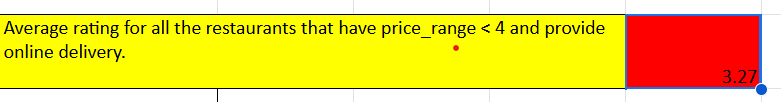 Average rating for all the restaurants that have price_range < 4 and provide
online delivery.
3.27